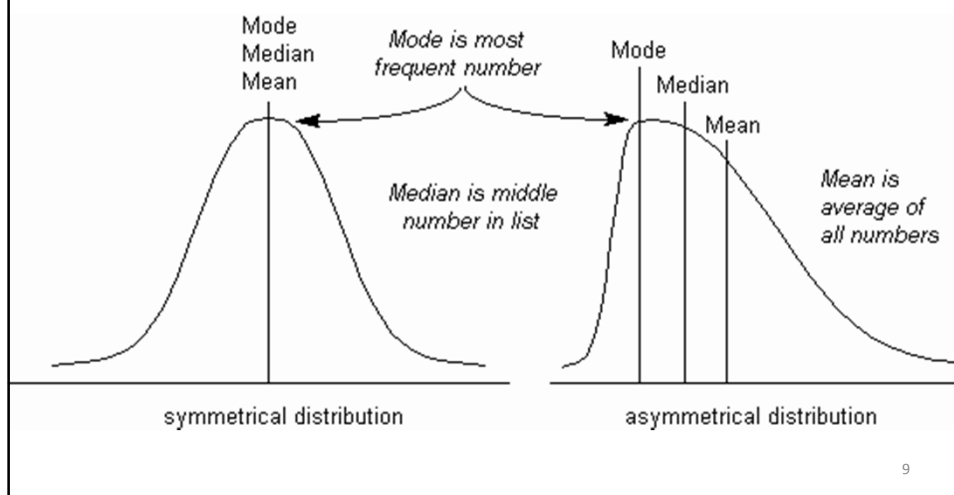 Mode
Median
Mean
Mode is most
frequent number
Mode
Median
Mean
Median is middle
number in list
Mean is
average of
all numbers
symmetrical distribution
asymmetrical distribution
9